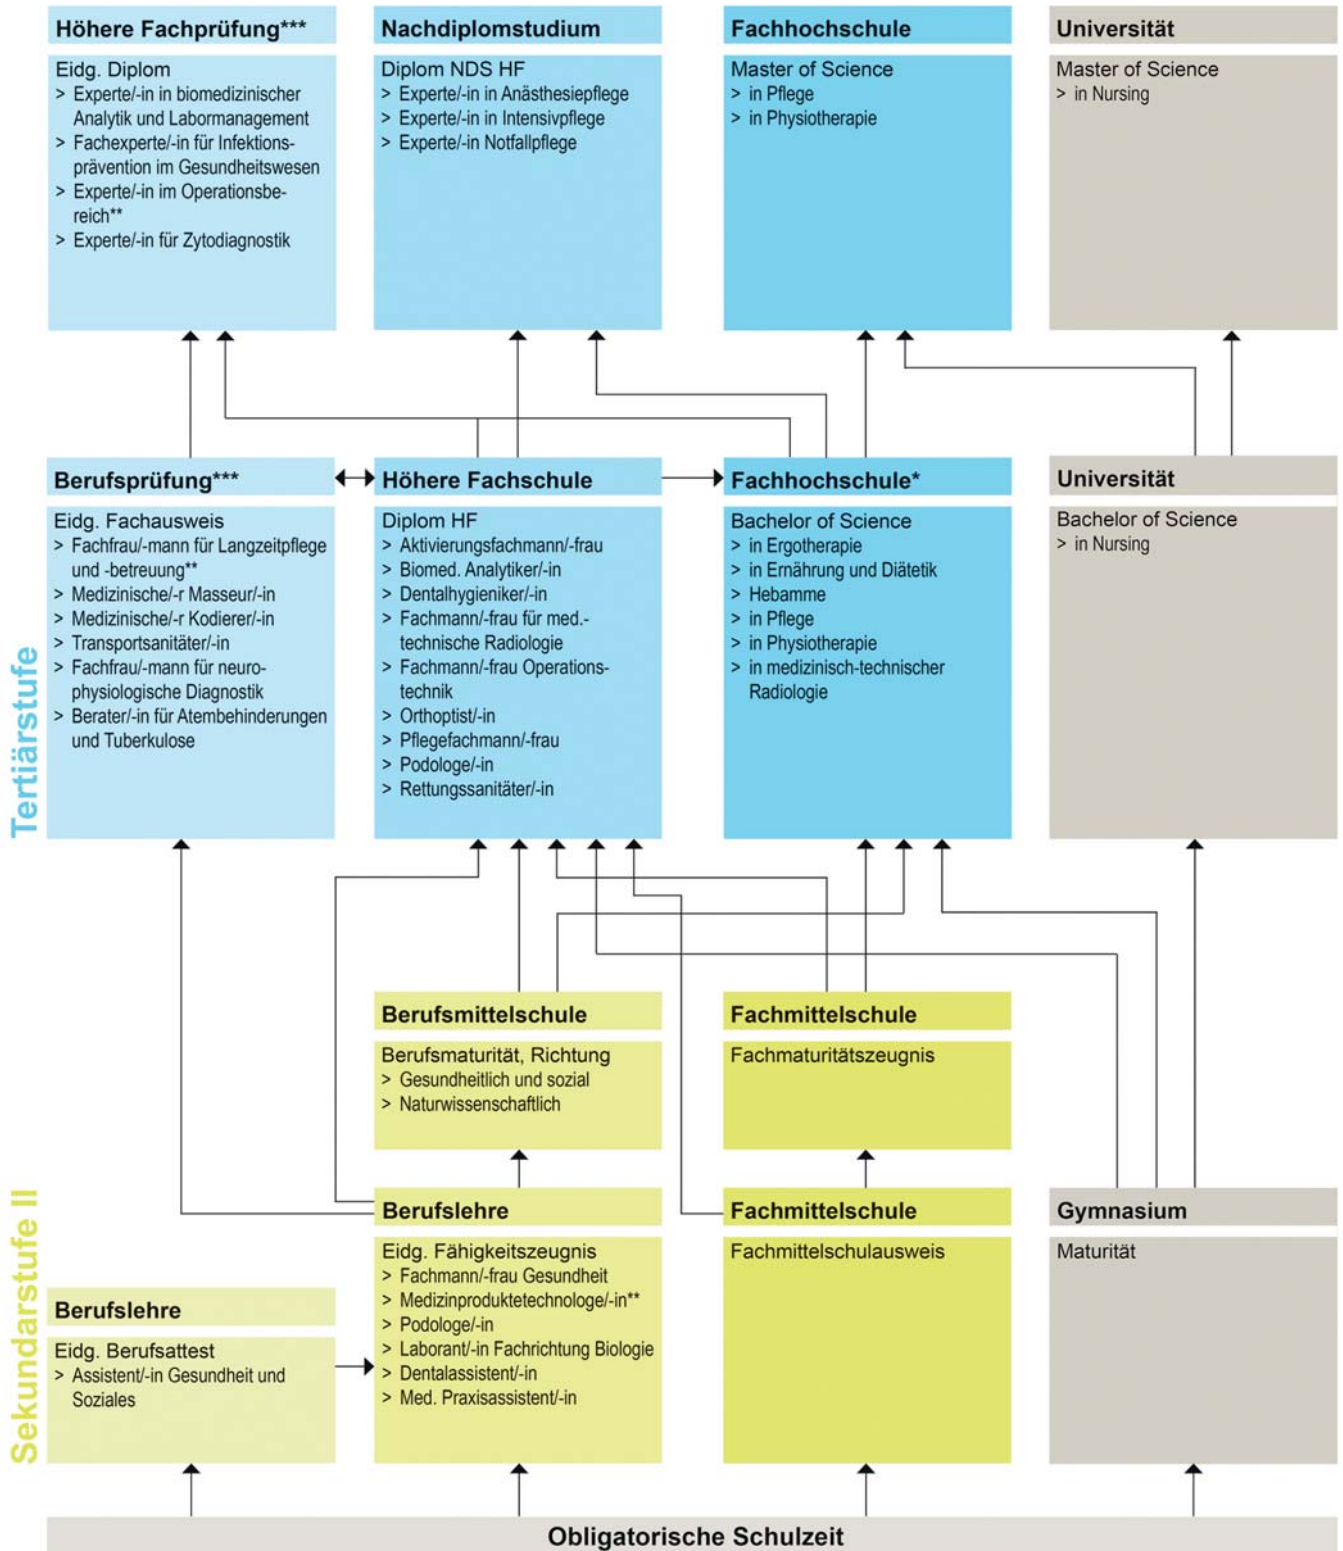 Höhere Fachprüfung***
Eidg. Diplom
> Experte/-in in biomedizinischer
Analytik und Labormanagement
> Fachexperte/-in für Infektions-
prävention im Gesundheitswesen
> Experte/-in im Operationsbe-
reich**
> Experte/-in für Zytodiagnostik
Nachdiplomstudium
Diplom NDS HF
> Experte/-in in Anästhesiepflege
> Experte/-in in Intensivpflege
> Experte/-in Notfallpflege
Fachhochschule
Master of Science
> in Pflege
> in Physiotherapie
Universität
Master of Science
> in Nursing
Tertiärstufe
Berufsprüfung***
Eidg. Fachausweis
> Fachfrau/-mann für Langzeitpflege
und -betreuung**
> Medizinische/-r Masseur/-in
> Medizinische/-r Kodierer/-in
> Transportsanitäter/-in
> Fachfrau/-mann für neuro-
physiologische Diagnostik
> Berater/-in für Atembehinderungen
und Tuberkulose
Höhere Fachschule
Diplom HF
> Aktivierungsfachmann/-frau
> Biomed. Analytiker/-in
> Dentalhygieniker/-in
> Fachmann/-frau für med.-
technische Radiologie
> Fachmann/-frau Operations-
technik
> Orthoptist/-in
> Pflegefachmann/-frau
> Podologe/-in
> Rettungssanitäter/-in
Fachhochschule*
Bachelor of Science
> in Ergotherapie
> in Ernährung und Diätetik
> Hebamme
> in Pflege
> in Physiotherapie
> in medizinisch-technischer
Radiologie
Universität
Bachelor of Science
> in Nursing
Sekundarstufe II
Berufsmittelschule
Berufsmaturität, Richtung
> Gesundheitlich und sozial
> Naturwissenschaftlich
Fachmittelschule
Fachmaturitätszeugnis
Berufslehre
Eidg. Berufsattest
> Assistent/-in Gesundheit und
Soziales
Berufslehre
Eidg. Fähigkeitszeugnis
> Fachmann/-frau Gesundheit
> Medizinproduktetechnologe/-in**
> Podologe/-in
> Laborant/-in Fachrichtung Biologie
> Dentalassistent/-in
> Med. Praxisassistent/-in
Fachmittelschule
Fachmittelschulausweis
Gymnasium
Maturität
Obligatorische Schulzeit